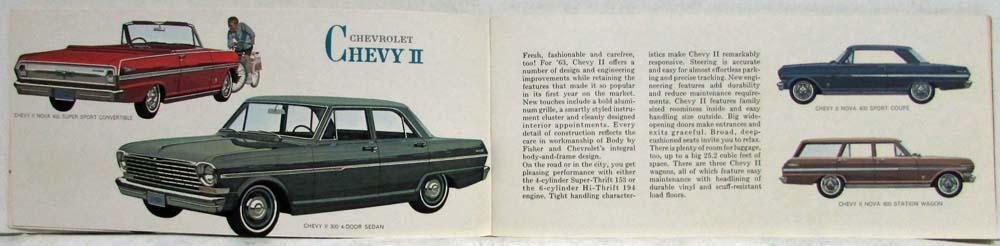 CHEVROLET
CHEVY II
CHEVY II NOVA 400 SUPER SPORT CONVERTIBLE
CHEVY II 300 4-DOOR SEDAN
Fresh, fashionable and carefree,
too! For '63, Chevy II offers a
number of design and engineering
improvements while retaining the
features that made it so popular
in its first year on the market.
New touches include a bold alumi-
num grille, a smartly styled instru-
ment cluster and cleanly designed
interior appointments. Every
detail of construction reflects the
care in workmanship of Body by
Fisher and Chevrolet's integral
body-and-frame design.
On the road or in the city, you get
pleasing performance with either
the 4-cylinder Super-Thrift 153 or
the 6-cylinder Hi-Thrift 194
engine. Tight handling character-
istics make Chevy II remarkably
responsive. Steering is accurate
and easy for almost effortless park-
ing and precise tracking. New engi-
neering features add durability
and reduce maintenance require-
ments. Chevy II features family
sized roominess inside and easy
handling size outside. Big wide-
opening doors make entrances and
exits graceful. Broad, deep-
cushioned seats invite you to relax.
There is plenty of room for luggage,
too, up to a big 25.2 cubic feet of
space. There are three Chevy II
wagons, all of which feature easy
maintenance with headlining of
durable vinyl and scuff-resistant
load floors.
CHEVY II NOVA 400 SPORT COUPE
CHEVY II NOVA 400 STATION WAGON